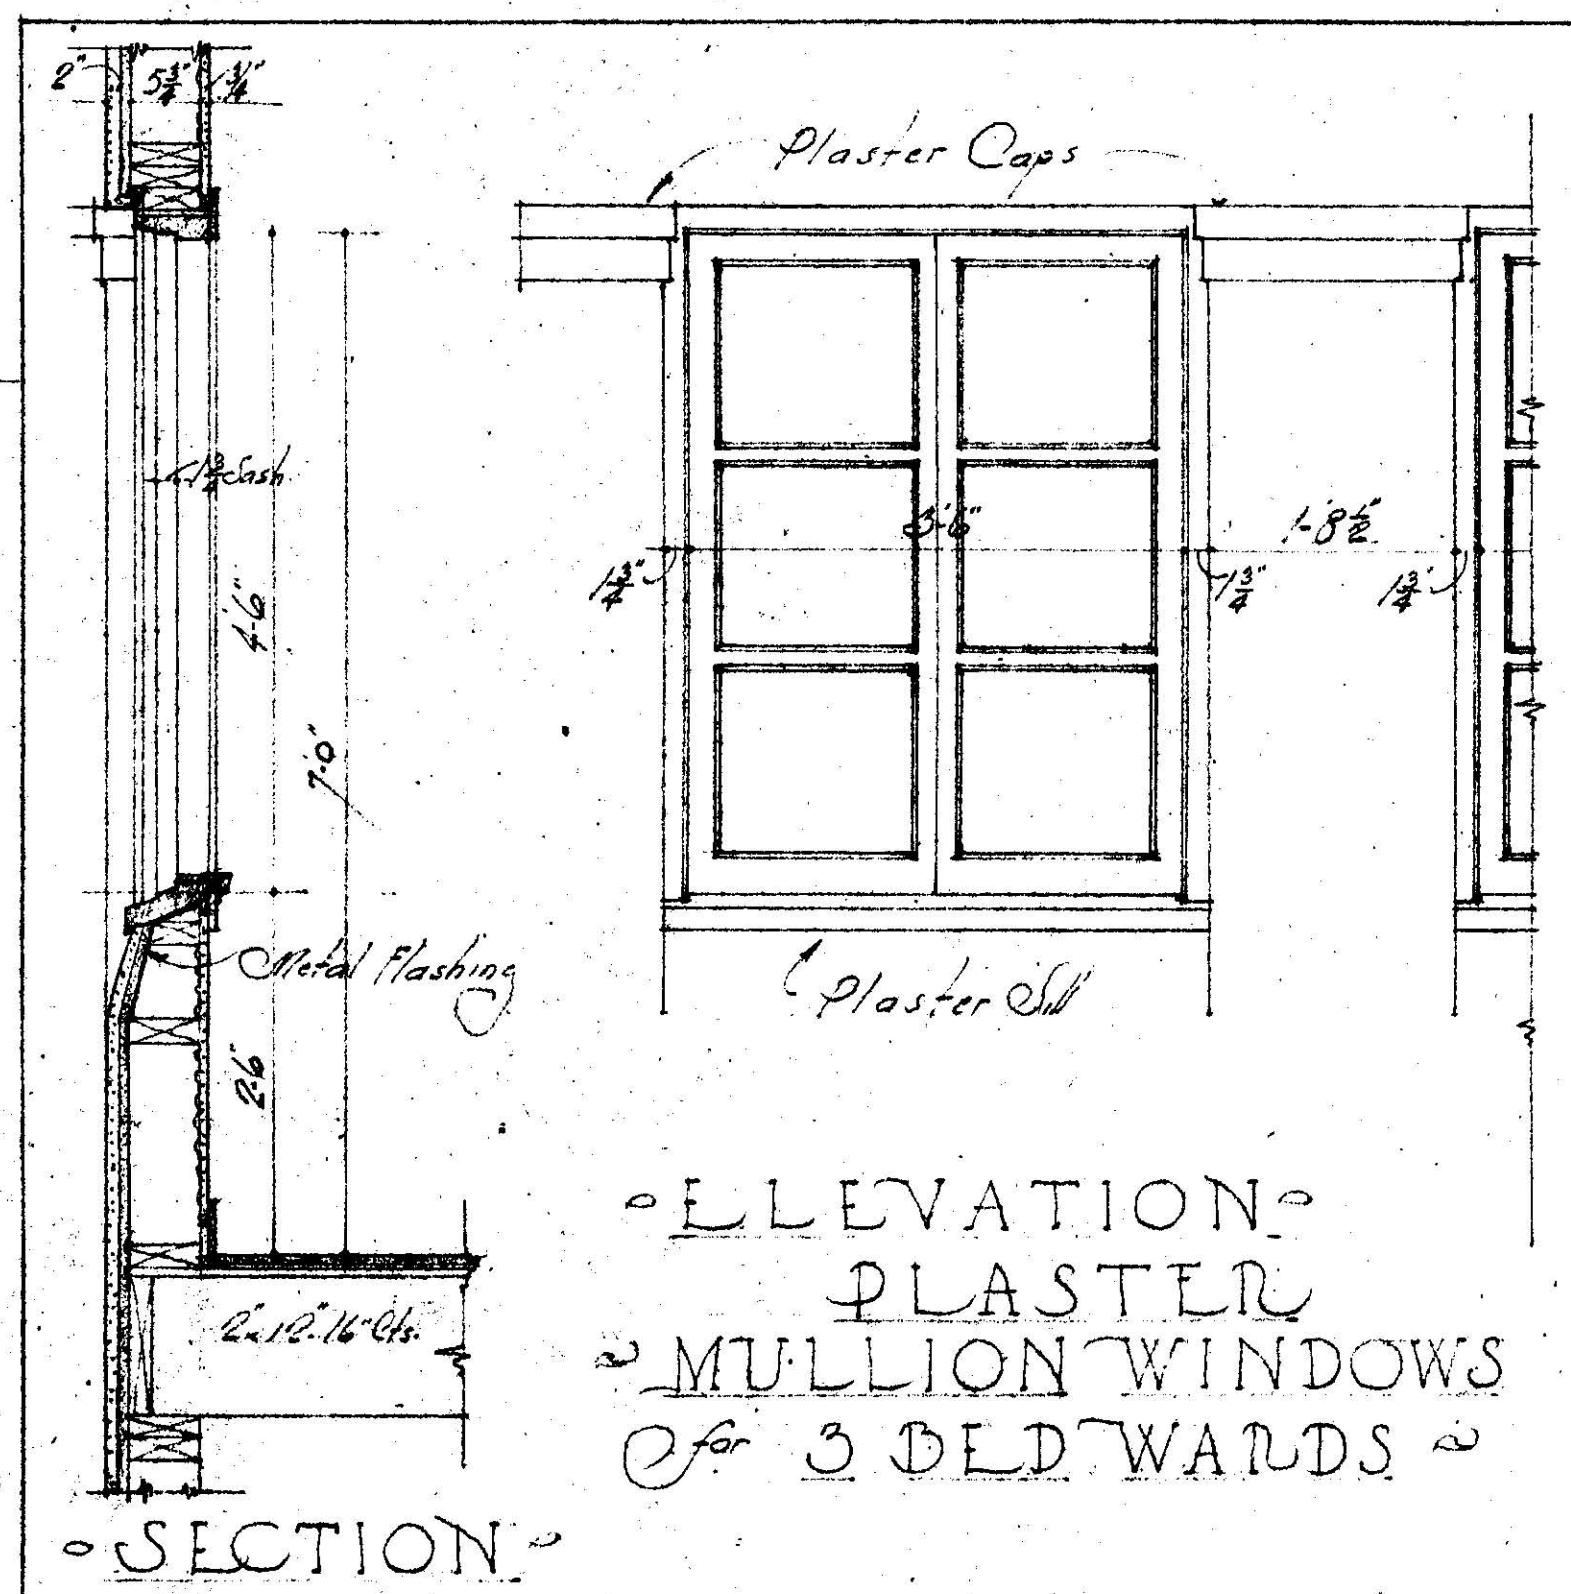 2" 5¾" ¾"
Plaster Caps
1¾ Sash
3'-6"
1-8½"
1¾" 1¾" 1¾"
4'-6"
7'-0"
Metal Flashing
Plaster Sill
2'-6"
-ELEVATION-
PLASTER
2"x12"-16" Cts.
MULLION WINDOWS
for 3 BED WARDS
-SECTION-